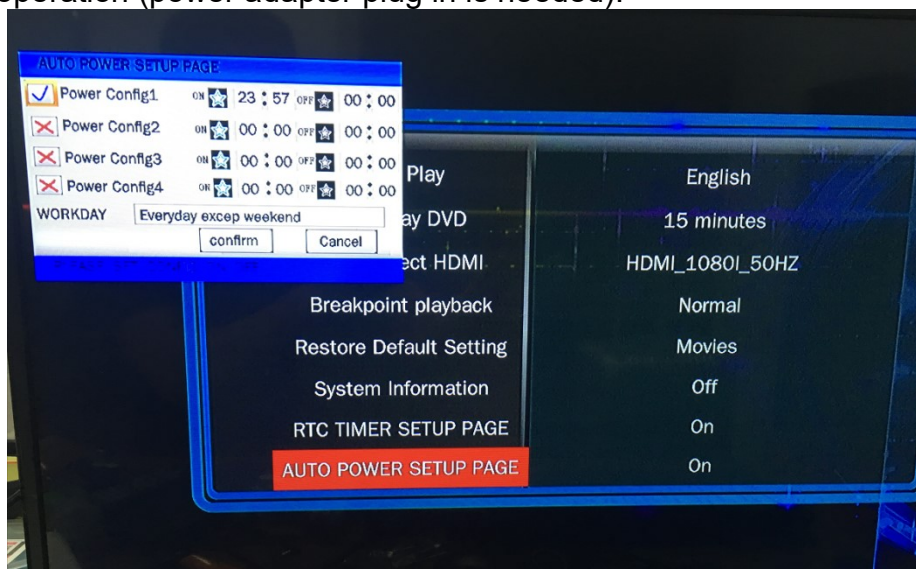 operation (power adapter plug in is needed).
AUTO POWER SETUP PAGE
Power Config1 ON 23 : 57 OFF 00 : 00
Power Config2 ON 00 : 00 OFF 00 : 00
Power Config3 ON 00 : 00 OFF 00 : 00
Power Config4 ON 00 : 00 OFF 00 : 00
WORKDAY Everyday excep weekend
confirm Cancel
Play English
ay DVD 15 minutes
ect HDMI HDMI_1080I_50HZ
Breakpoint playback Normal
Restore Default Setting Movies
System Information Off
RTC TIMER SETUP PAGE On
AUTO POWER SETUP PAGE On